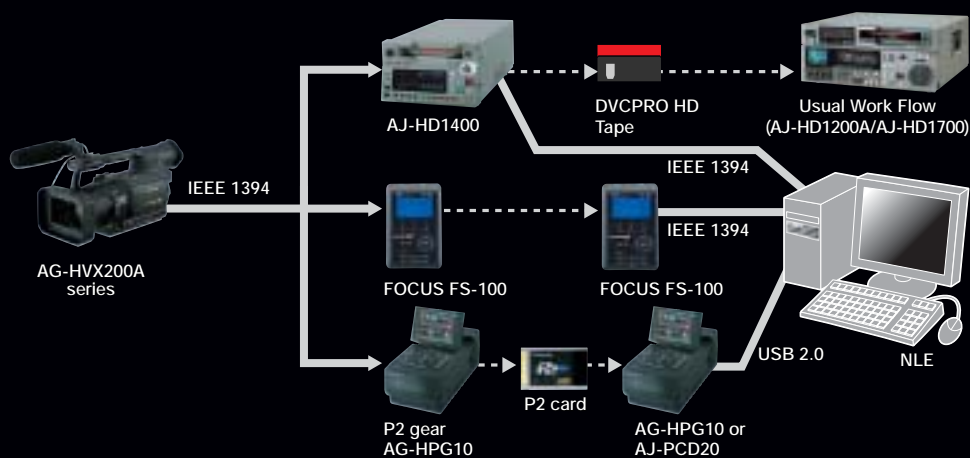 AJ-HD1400
DVCPRO HD
Tape
Usual Work Flow
(AJ-HD1200A/AJ-HD1700)
IEEE 1394
IEEE 1394
AG-HVX200A
series
FOCUS FS-100
FOCUS FS-100
IEEE 1394
USB 2.0
NLE
P2 card
P2 gear
AG-HPG10
AG-HPG10 or
AJ-PCD20